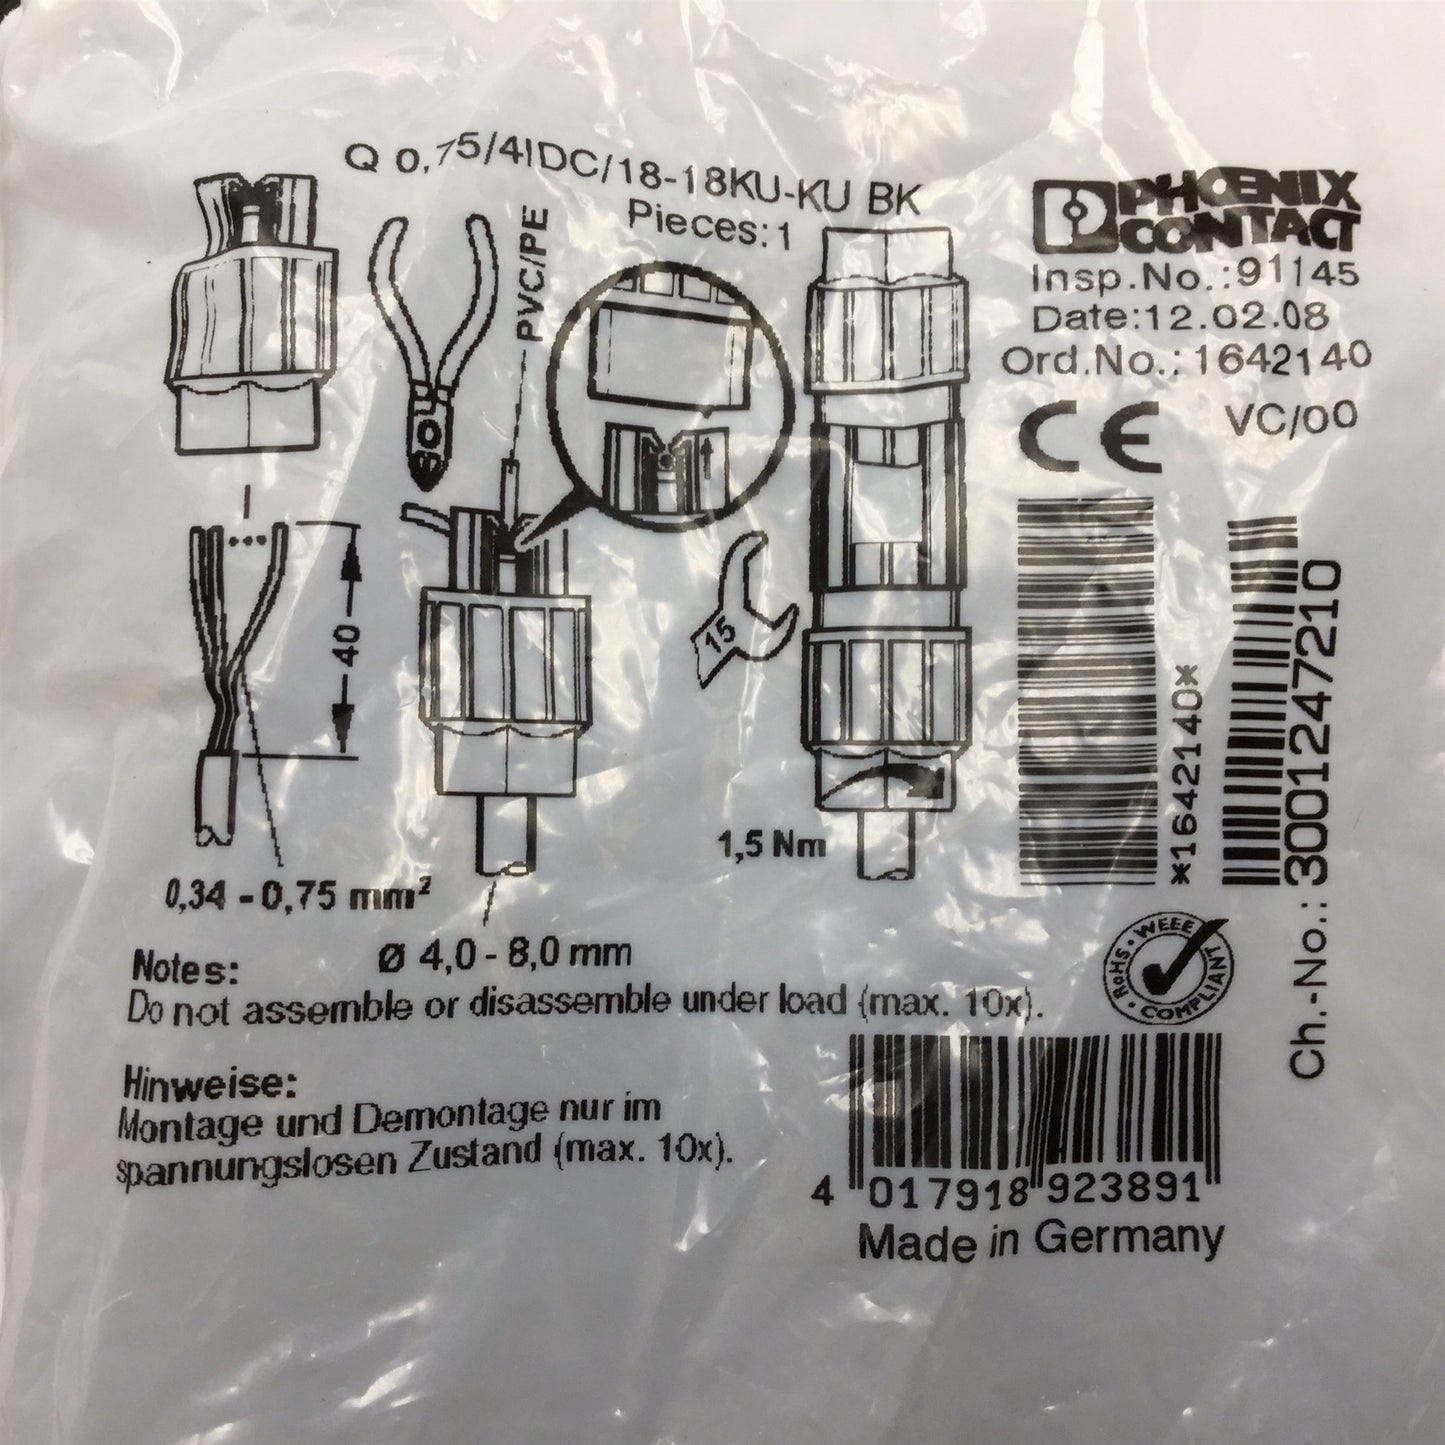 Q 0,75/4IDC/18-18KU-KU BK
Pieces:1
PHŒNIX
CONTACT
Insp.No.:91145
Date:12.02.08
Ord.No.:1642140
VC/00
CE
PVC/PE
40
15
1,5 Nm
0,34 - 0,75 mm²
Ø 4,0 - 8,0 mm
*1642140*
Ch.-No.: 3001247210
RoHS · WEEE · COMPLIANT
Notes:
Do not assemble or disassemble under load (max. 10x).
Hinweise:
Montage und Demontage nur im
spannungslosen Zustand (max. 10x).
4 017918 923891
Made in Germany